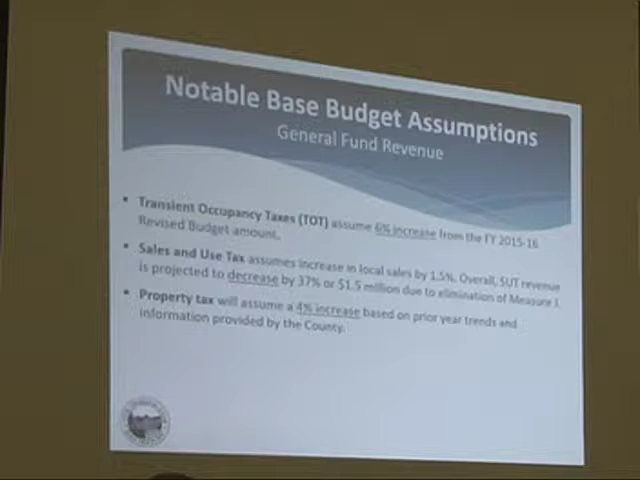 Notable Base Budget Assumptions
General Fund Revenue
• Transient Occupancy Taxes (TOT) assume 6% increase from the FY 2015-16
Revised Budget amount.
• Sales and Use Tax assumes increase in local sales by 1.5%. Overall, SUT revenue
is projected to decrease by 37% or $1.5 million due to elimination of Measure J.
• Property tax will assume a 4% increase based on prior year trends and
information provided by the County.